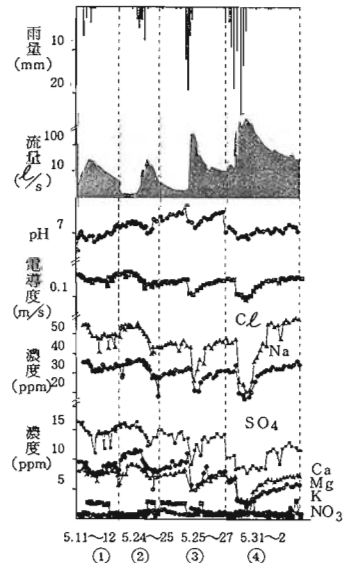 雨量
(mm)
10
20
流量
(ℓ/s)
100
10
pH
7
電導度
(m/s)
0.1
Cℓ
Na
濃度
(ppm)
50
40
30
20
10
2
SO4
濃度
(ppm)
15
10
5
Ca
Mg
K
NO3
5.11～12
5.24～25
5.25～27
5.31～2
①
②
③
④